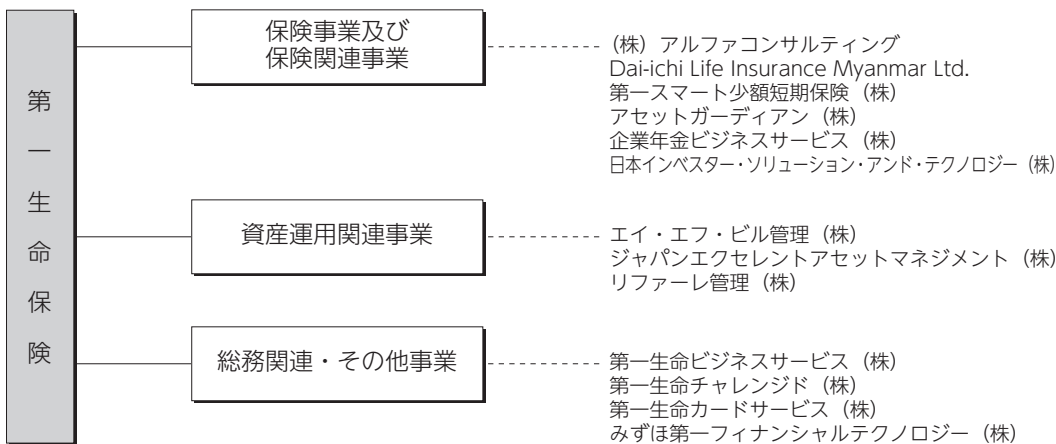 第一生命保険
保険事業及び
保険関連事業
(株) アルファコンサルティング
Dai-ichi Life Insurance Myanmar Ltd.
第一スマート少額短期保険 (株)
アセットガーディアン (株)
企業年金ビジネスサービス (株)
日本インベスター・ソリューション・アンド・テクノロジー (株)
資産運用関連事業
エイ・エフ・ビル管理 (株)
ジャパンエクセレントアセットマネジメント (株)
リファーレ管理 (株)
総務関連・その他事業
第一生命ビジネスサービス (株)
第一生命チャレンジド (株)
第一生命カードサービス (株)
みずほ第一フィナンシャルテクノロジー (株)